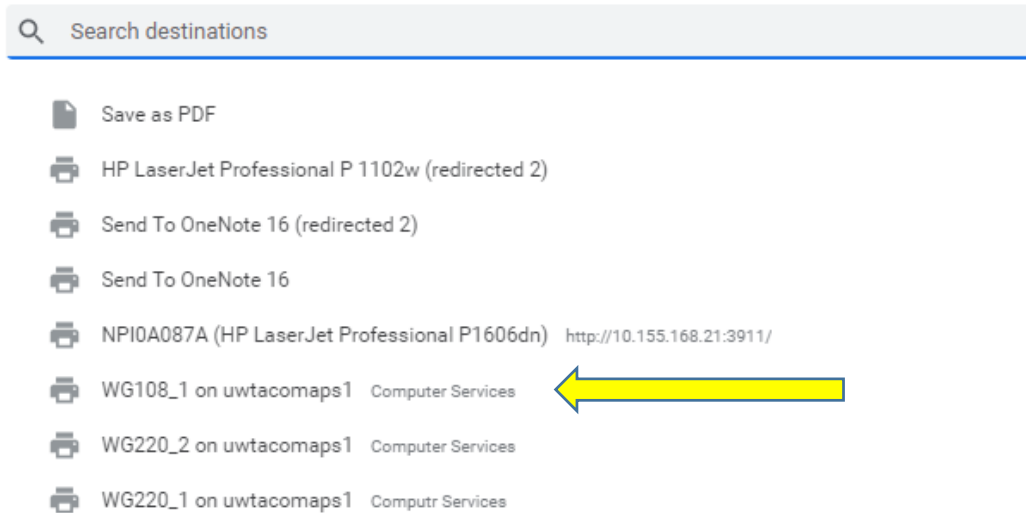 Search destinations
Save as PDF
HP LaserJet Professional P 1102w (redirected 2)
Send To OneNote 16 (redirected 2)
Send To OneNote 16
NPI0A087A (HP LaserJet Professional P1606dn) http://10.155.168.21:3911/
WG108_1 on uwtacomaps1 Computer Services
WG220_2 on uwtacomaps1 Computer Services
WG220_1 on uwtacomaps1 Computr Services